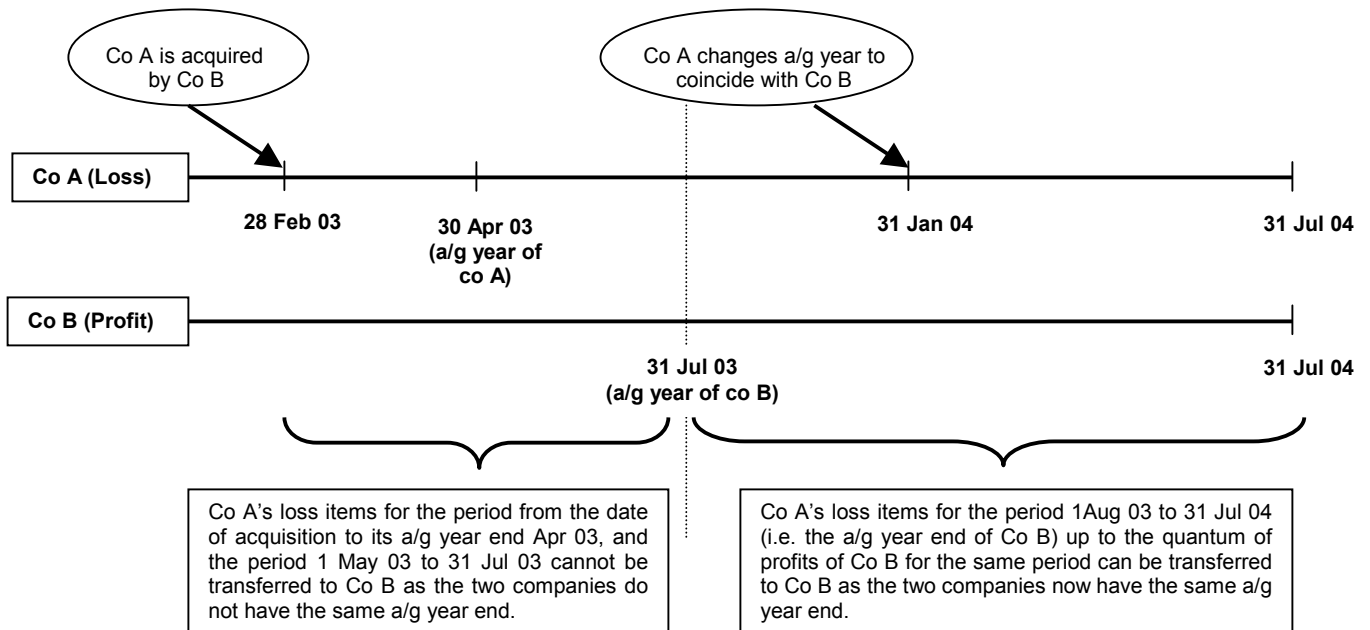 Co A is acquired
by Co B
Co A changes a/g year to
coincide with Co B
Co A (Loss)
28 Feb 03
30 Apr 03
(a/g year of
co A)
31 Jan 04
31 Jul 04
Co B (Profit)
31 Jul 03
(a/g year of co B)
31 Jul 04
Co A's loss items for the period from the date
of acquisition to its a/g year end Apr 03, and
the period 1 May 03 to 31 Jul 03 cannot be
transferred to Co B as the two companies do
not have the same a/g year end.
Co A's loss items for the period 1Aug 03 to 31 Jul 04
(i.e. the a/g year end of Co B) up to the quantum of
profits of Co B for the same period can be transferred
to Co B as the two companies now have the same a/g
year end.